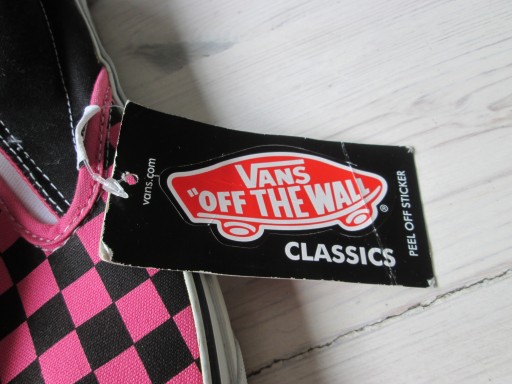 vans.com
VANS
"OFF THE WALL
®
CLASSICS
PEEL OFF STICKER